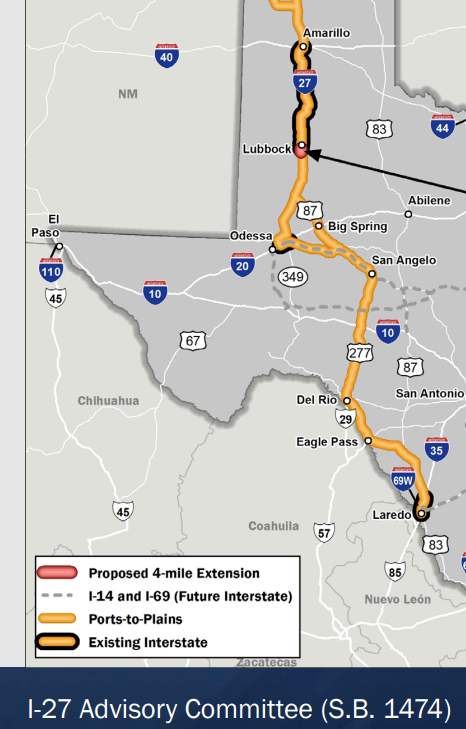 Amarillo
40
27
NM
83
44
Lubbock
87
Abilene
El
Paso
Odessa
Big Spring
San Angelo
110
20
349
45
10
10
67
277
87
Chihuahua
Del Rio
San Antonio
29
Eagle Pass
35
69W
45
Laredo
Coahuila
57
83
85
Nuevo León
Proposed 4-mile Extension
I-14 and I-69 (Future Interstate)
Ports-to-Plains
Existing Interstate
Zacatecas
I-27 Advisory Committee (S.B. 1474)